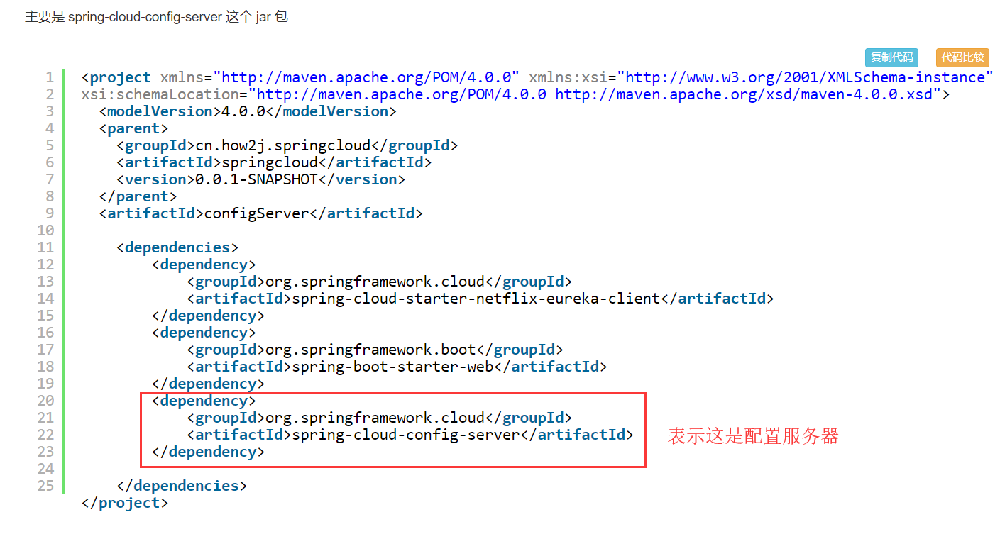 主要是 spring-cloud-config-server 这个 jar 包
复制代码 代码比较
1 <project xmlns="http://maven.apache.org/POM/4.0.0" xmlns:xsi="http://www.w3.org/2001/XMLSchema-instance"
2 xsi:schemaLocation="http://maven.apache.org/POM/4.0.0 http://maven.apache.org/xsd/maven-4.0.0.xsd">
3   <modelVersion>4.0.0</modelVersion>
4   <parent>
5     <groupId>cn.how2j.springcloud</groupId>
6     <artifactId>springcloud</artifactId>
7     <version>0.0.1-SNAPSHOT</version>
8   </parent>
9   <artifactId>configServer</artifactId>
10
11     <dependencies>
12         <dependency>
13             <groupId>org.springframework.cloud</groupId>
14             <artifactId>spring-cloud-starter-netflix-eureka-client</artifactId>
15         </dependency>
16         <dependency>
17             <groupId>org.springframework.boot</groupId>
18             <artifactId>spring-boot-starter-web</artifactId>
19         </dependency>
20         <dependency>
21             <groupId>org.springframework.cloud</groupId>
22             <artifactId>spring-cloud-config-server</artifactId> 表示这是配置服务器
23         </dependency>
24
25     </dependencies>
</project>